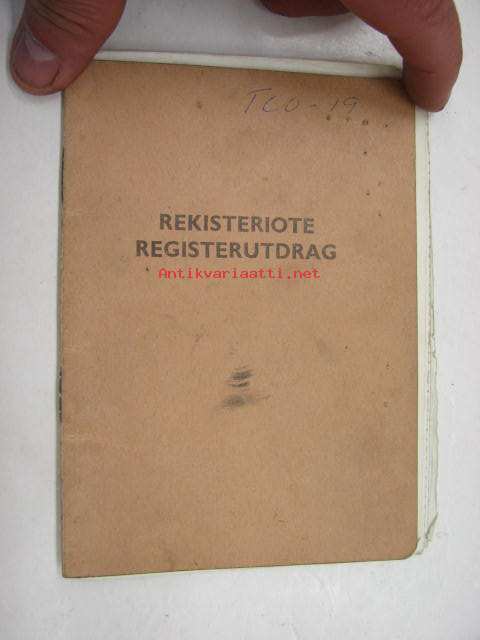 TCO-19
REKISTERIOTE
REGISTERUTDRAG
Antikvariaatti.net